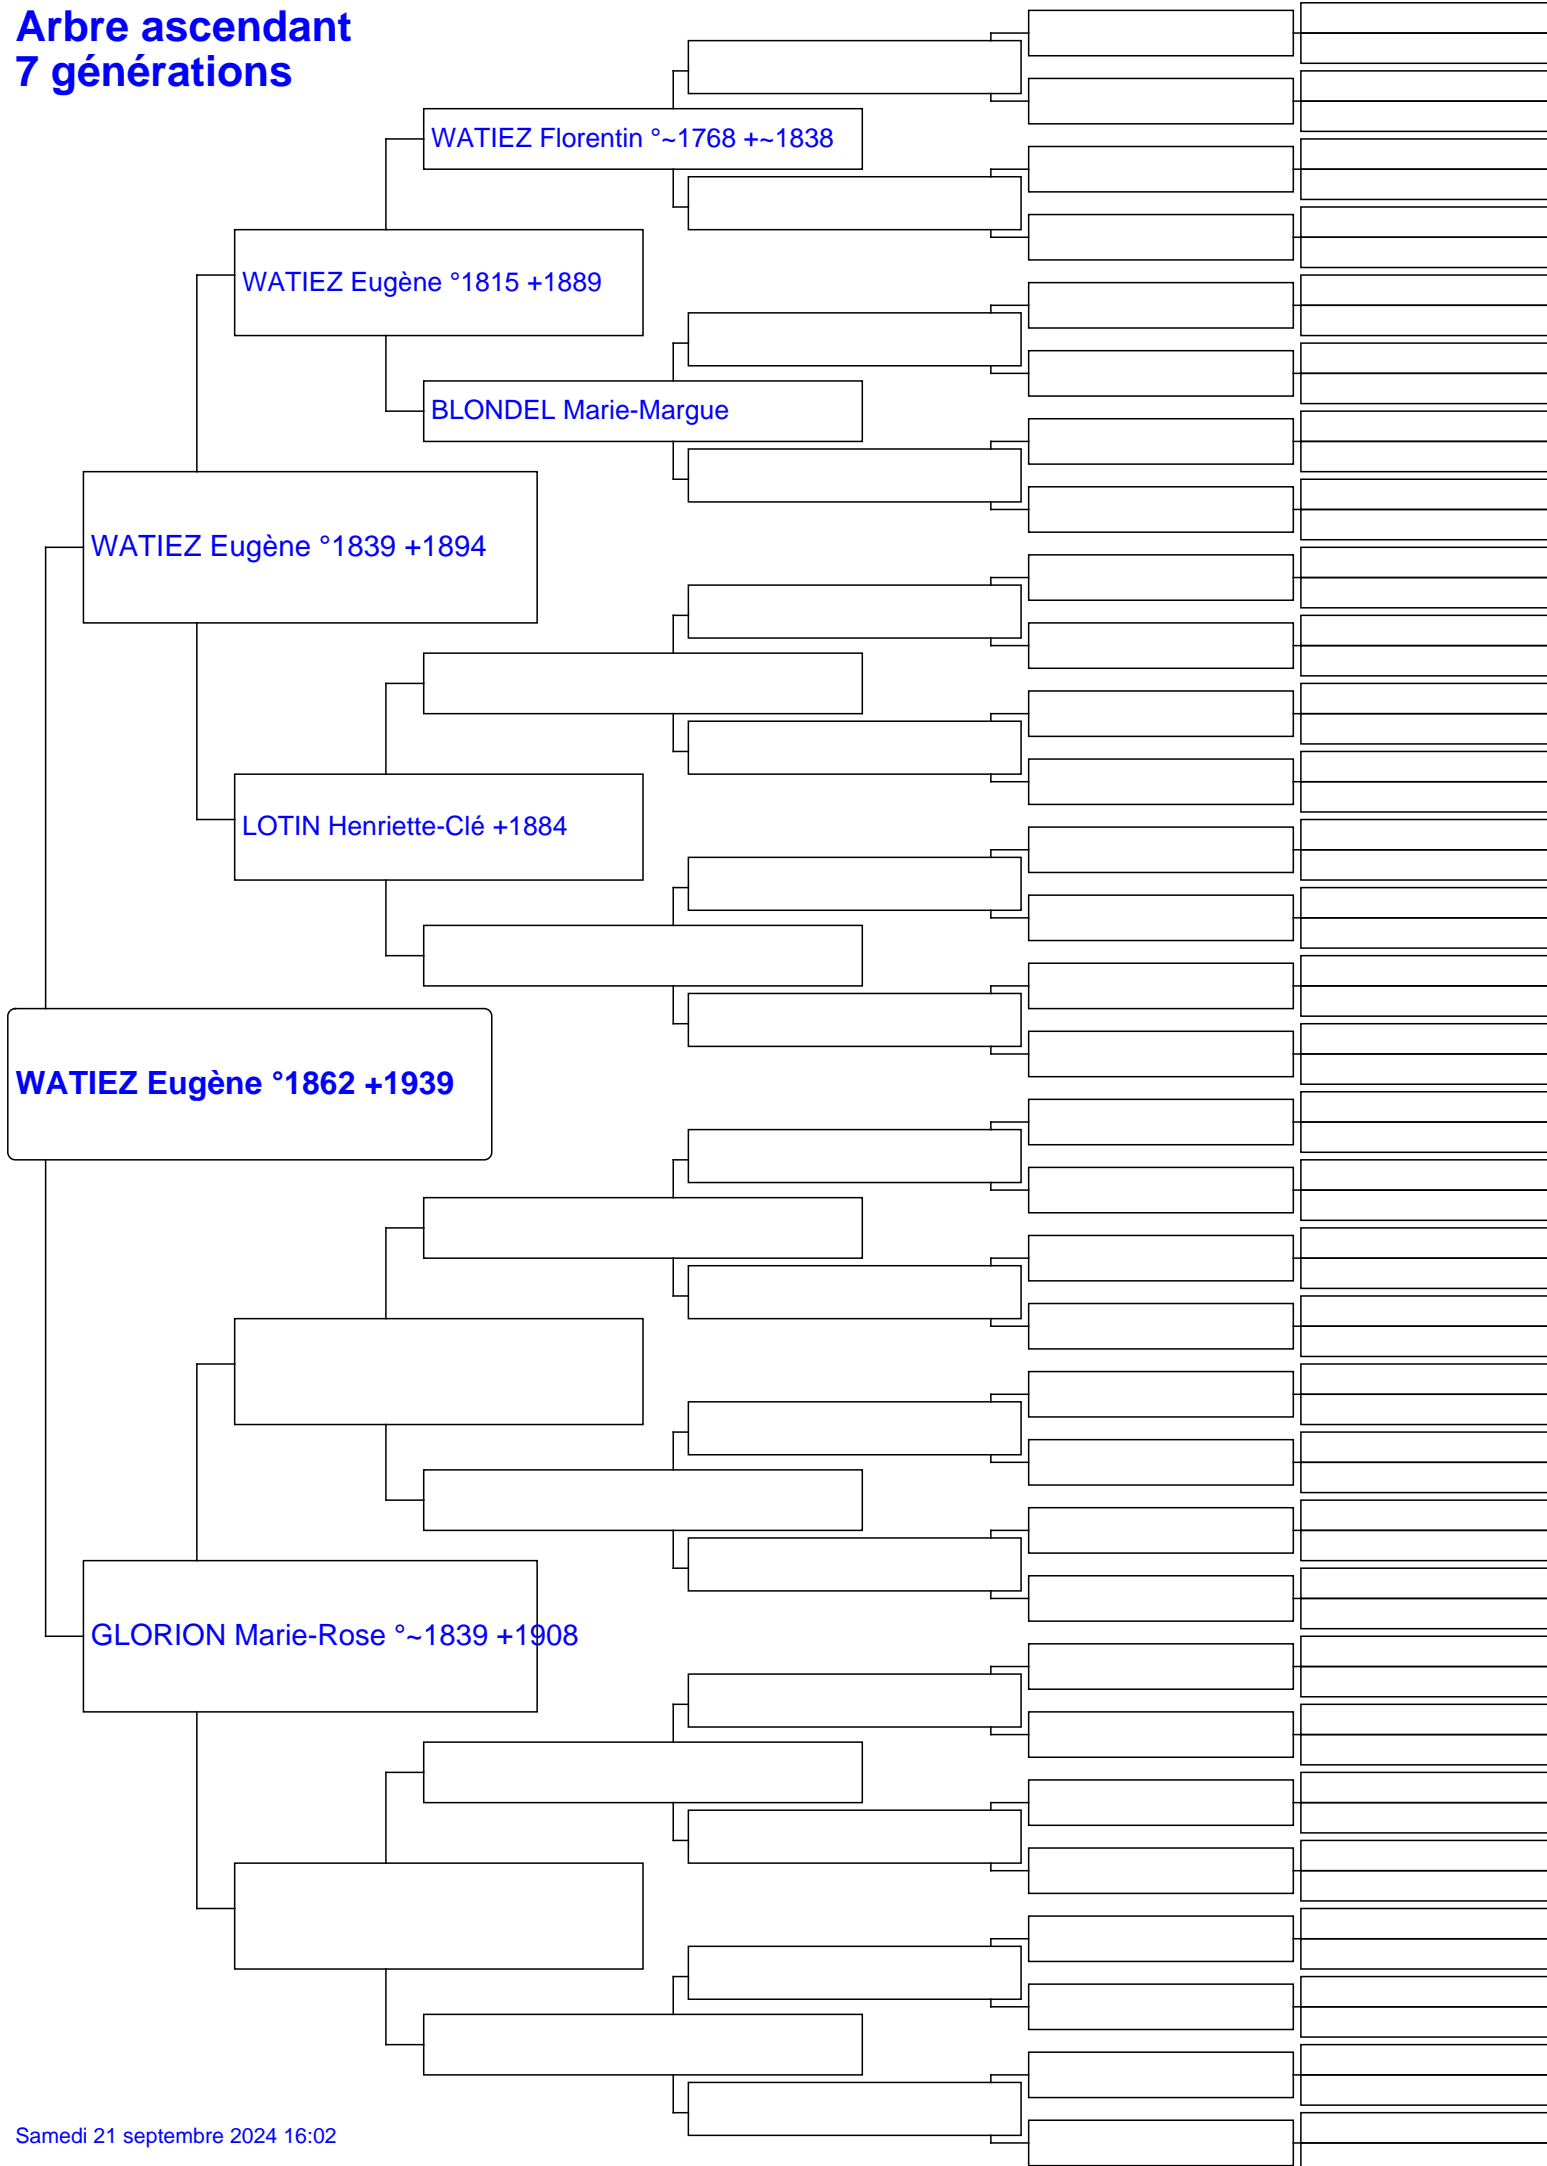 Arbre ascendant
7 générations
WATIEZ Florentin °~1768 +~1838
WATIEZ Eugène °1815 +1889
BLONDEL Marie-Margue
WATIEZ Eugène °1839 +1894
LOTIN Henriette-Clé +1884
WATIEZ Eugène °1862 +1939
GLORION Marie-Rose °~1839 +1908
Samedi 21 septembre 2024 16:02